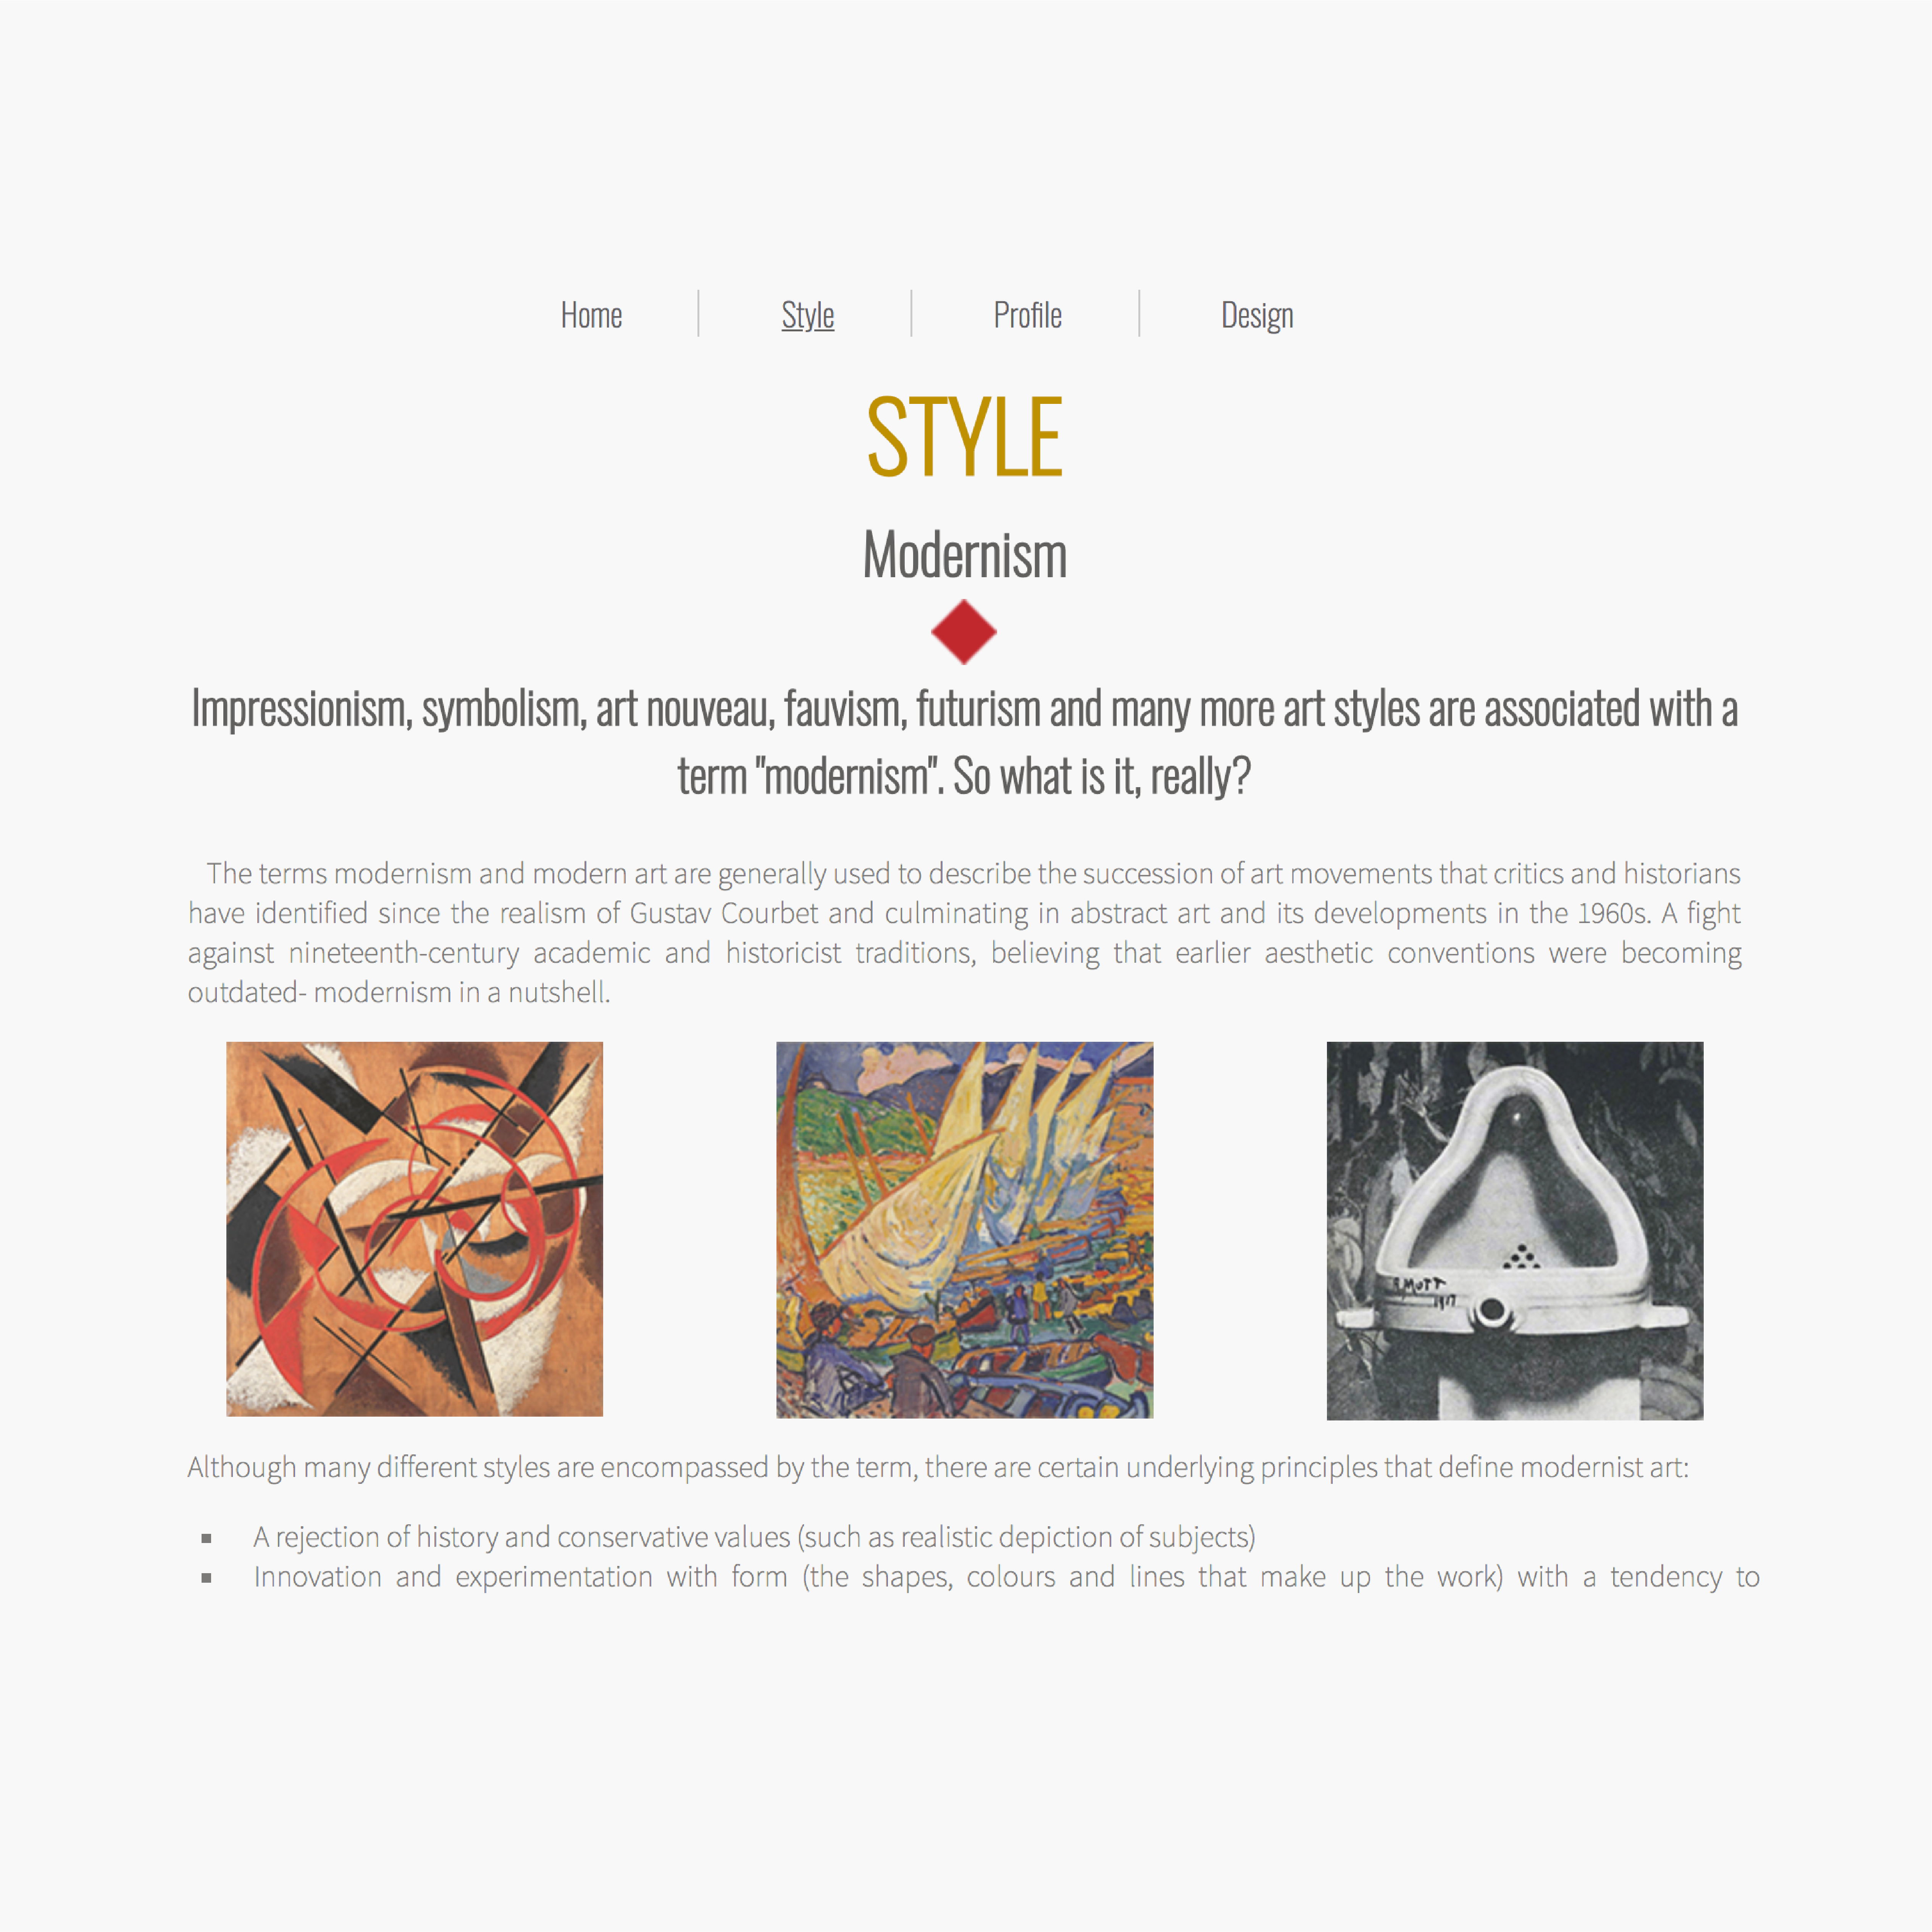 Home Style Profile Design
STYLE
Modernism
Impressionism, symbolism, art nouveau, fauvism, futurism and many more art styles are associated with a
term "modernism". So what is it, really?
The terms modernism and modern art are generally used to describe the succession of art movements that critics and historians
have identified since the realism of Gustav Courbet and culminating in abstract art and its developments in the 1960s. A fight
against nineteenth-century academic and historicist traditions, believing that earlier aesthetic conventions were becoming
outdated- modernism in a nutshell.
R.MUTT
1917
Although many different styles are encompassed by the term, there are certain underlying principles that define modernist art:
▪ A rejection of history and conservative values (such as realistic depiction of subjects)
▪ Innovation and experimentation with form (the shapes, colours and lines that make up the work) with a tendency to